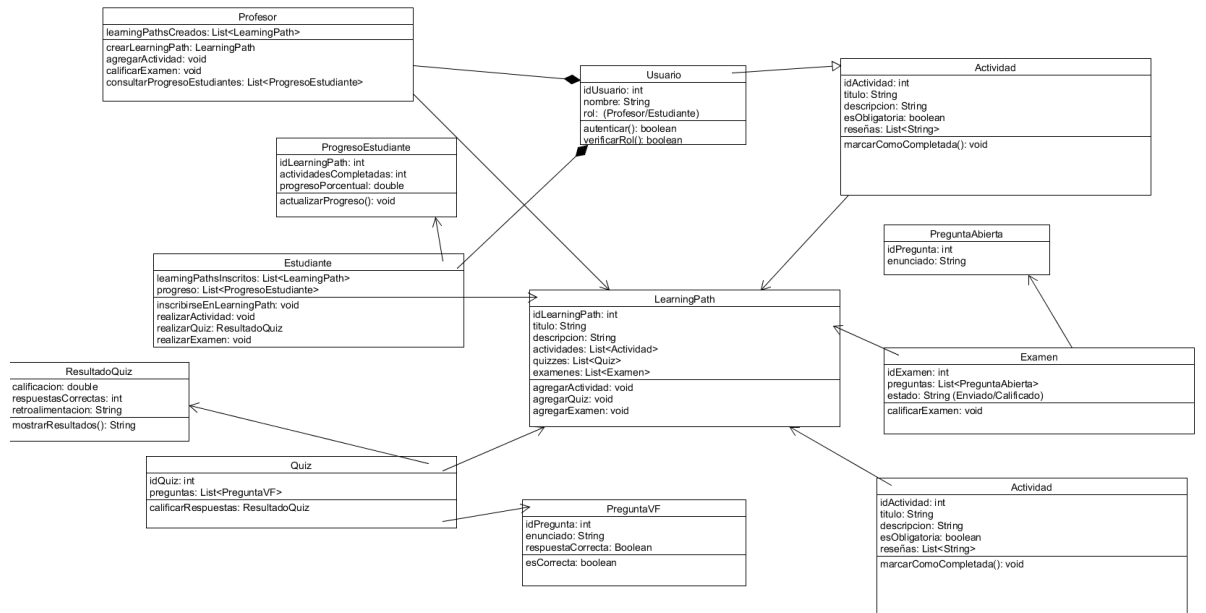 Profesor
learningPathsCreados: List<LearningPath>
crearLearningPath: LearningPath
agregarActividad: void
calificarExamen: void
consultarProgresoEstudiantes: List<ProgresoEstudiante>
Usuario
idUsuario: int
nombre: String
rol: (Profesor/Estudiante)
autenticar(): boolean
verificarRol(): boolean
Actividad
idActividad: int
titulo: String
descripcion: String
esObligatoria: boolean
reseñas: List<String>
marcarComoCompletada(): void
ProgresoEstudiante
idLearningPath: int
actividadesCompletadas: int
progresoPorcentual: double
actualizarProgreso(): void
PreguntaAbierta
idPregunta: int
enunciado: String
Estudiante
learningPathsInscritos: List<LearningPath>
progreso: List<ProgresoEstudiante>
inscribirseEnLearningPath: void
realizarActividad: void
realizarQuiz: ResultadoQuiz
realizarExamen: void
LearningPath
idLearningPath: int
titulo: String
descripcion: String
actividades: List<Actividad>
quizzes: List<Quiz>
examenes: List<Examen>
agregarActividad: void
agregarQuiz: void
agregarExamen: void
Examen
idExamen: int
preguntas: List<PreguntaAbierta>
estado: String (Enviado/Calificado)
calificarExamen: void
ResultadoQuiz
calificacion: double
respuestasCorrectas: int
retroalimentacion: String
mostrarResultados(): String
Quiz
idQuiz: int
preguntas: List<PreguntaVF>
calificarRespuestas: ResultadoQuiz
PreguntaVF
idPregunta: int
enunciado: String
respuestaCorrecta: Boolean
esCorrecta: boolean
Actividad
idActividad: int
titulo: String
descripcion: String
esObligatoria: boolean
reseñas: List<String>
marcarComoCompletada(): void